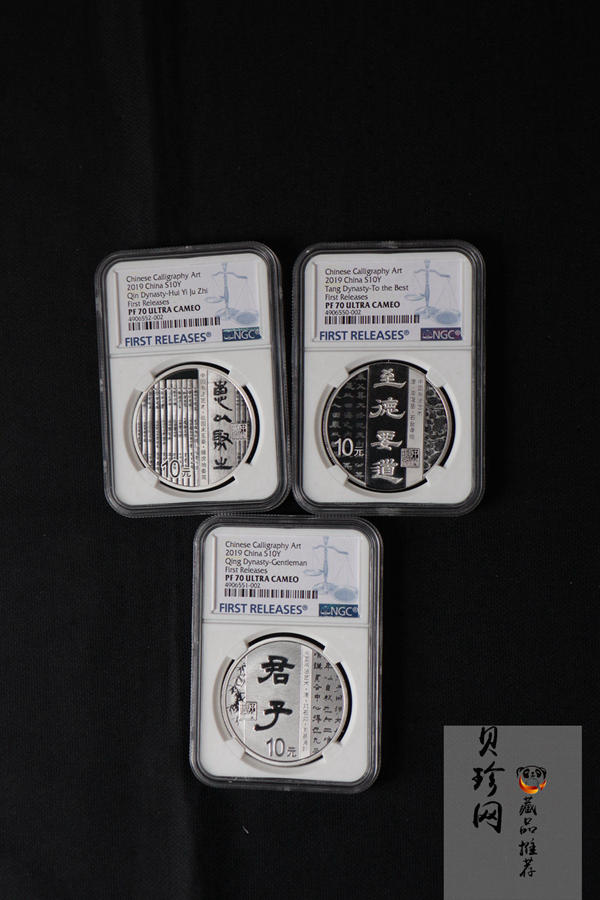 Chinese Calligraphy Art
2019 China S10Y
Qin Dynasty-Hui Yi Ju Zhi
First Releases
PF 70 ULTRA CAMEO
4906552-002
FIRST RELEASES®
NGC
10元
Chinese Calligraphy Art
2019 China S10Y
Tang Dynasty-To the Best
First Releases
PF 70 ULTRA CAMEO
4906550-002
FIRST RELEASES®
NGC
至德要道
10元
Chinese Calligraphy Art
2019 China S10Y
Qing Dynasty-Gentleman
First Releases
PF 70 ULTRA CAMEO
4906551-002
FIRST RELEASES®
NGC
君子
10元
贝珍网
藏品推荐